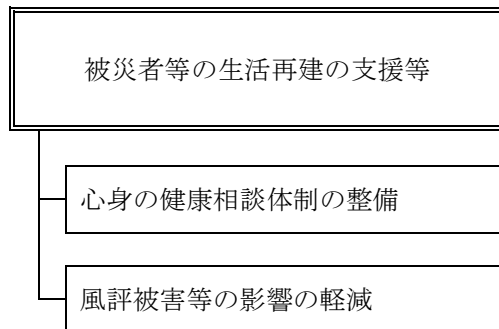 被災者等の生活再建の支援等
心身の健康相談体制の整備
風評被害等の影響の軽減